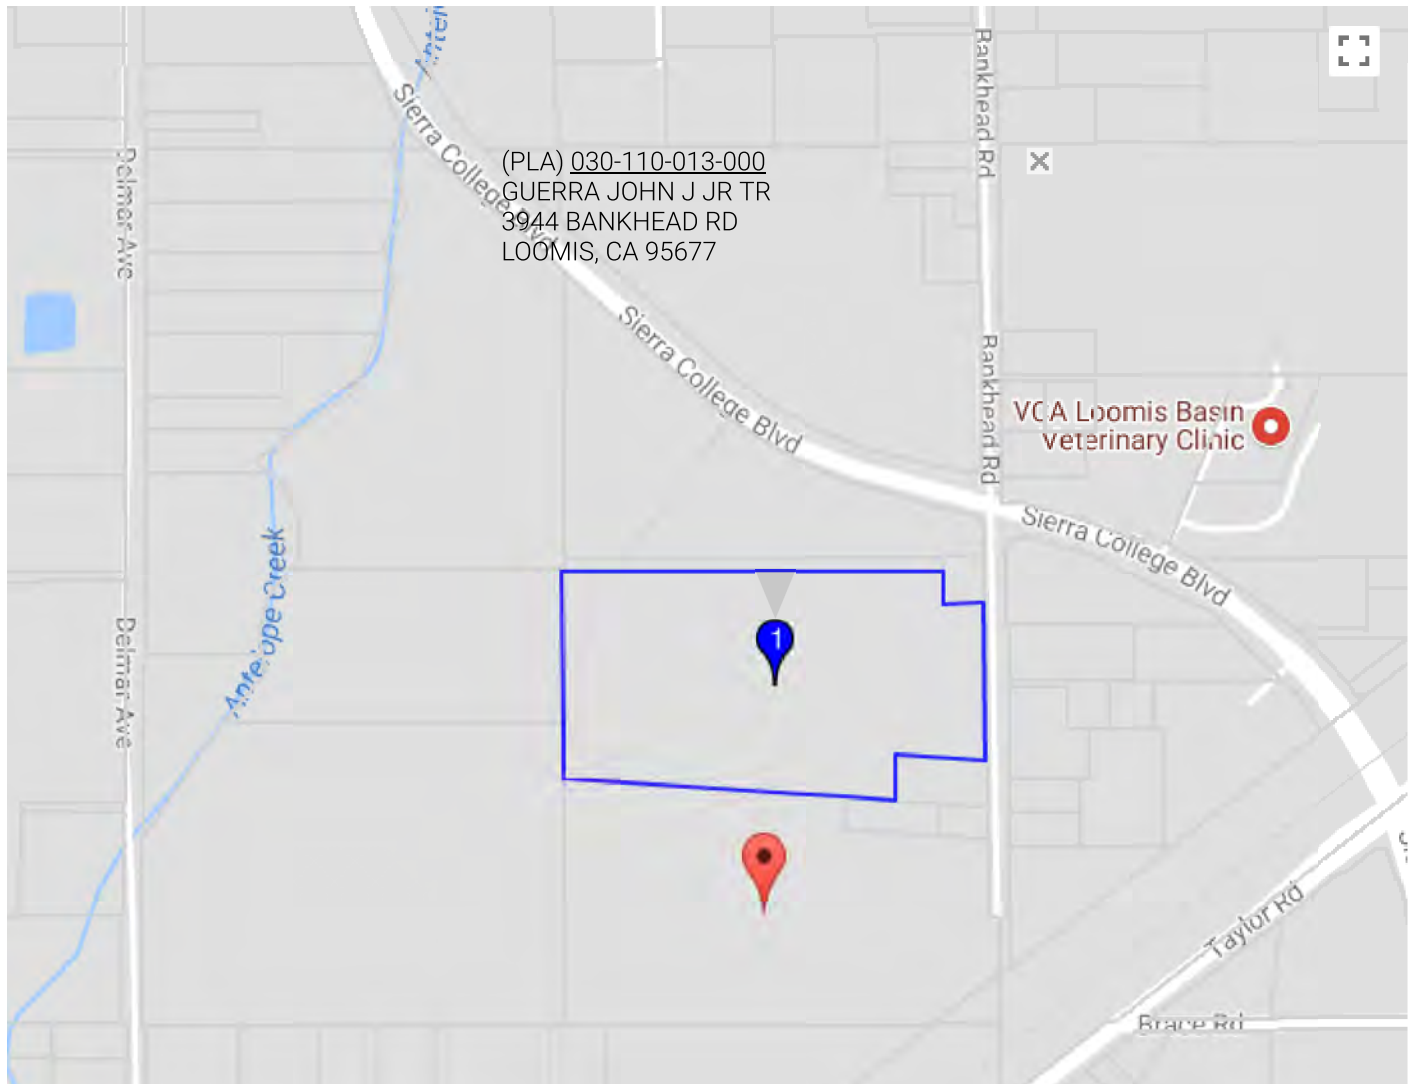 Antel
Bankhead Rd
Sierra College Blvd
Delmar Ave
(PLA) 030-110-013-000
GUERRA JOHN J JR TR
3944 BANKHEAD RD
LOOMIS, CA 95677
Sierra College Blvd
Bankhead Rd
VCA Loomis Basin
Veterinary Clinic
Sierra College Blvd
Antelope Creek
Delmar Ave
1
Taylor Rd
Brace Rd